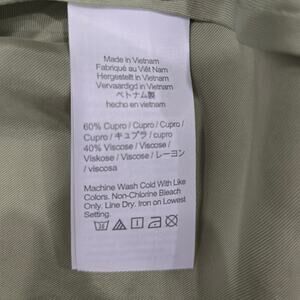 Made in Vietnam
Fabriqué au Viêt Nam
Hergestellt in Vietnam
Vervaardigd in Vietnam
ベトナム製
hecho en vietnam
60% Cupro / Cupro / Cupro /
Cupro / キュプラ / cupro
40% Viscose / Viscose /
Viskose / Viscose / レーヨン
/ viscosa
Machine Wash Cold With Like
Colors. Non-Chlorine Bleach
Only. Line Dry. Iron on Lowest
Setting.